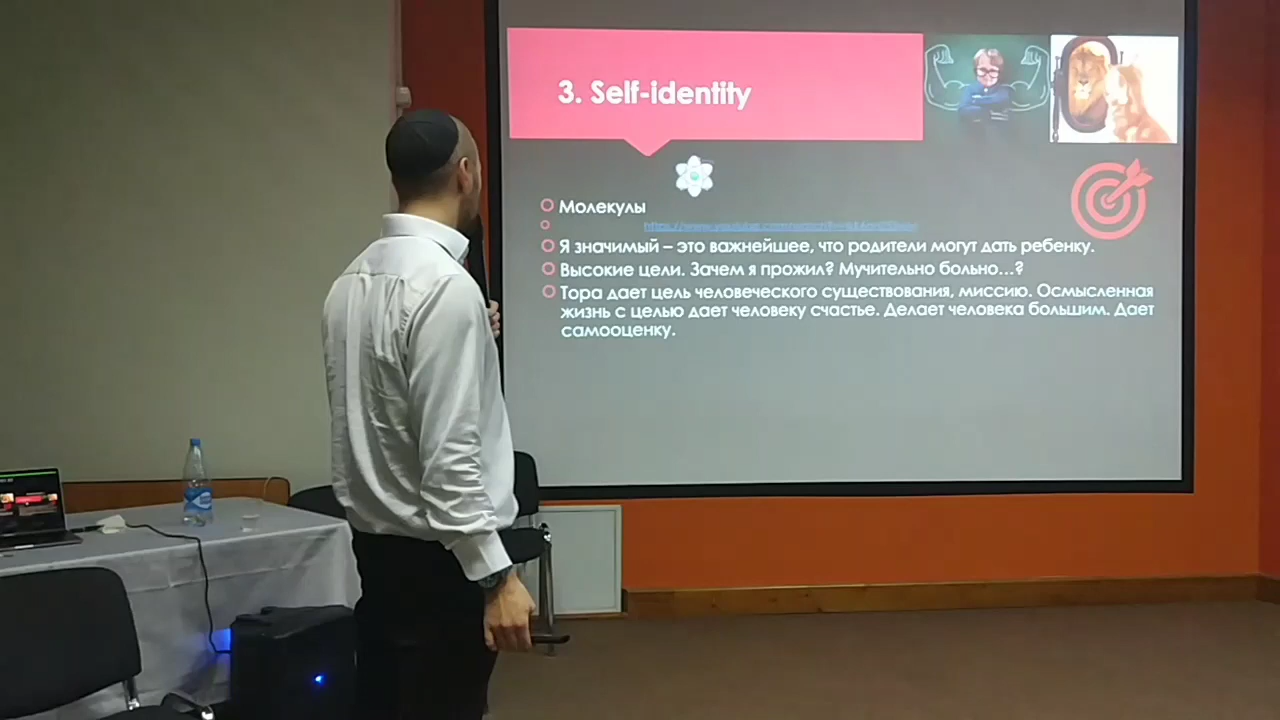 3. Self-identity
Молекулы
Я значимый – это важнейшее, что родители могут дать ребенку.
Высокие цели. Зачем я прожил? Мучительно больно...?
Тора дает цель человеческого существования, миссию. Осмысленная
жизнь с целью дает человеку счастье. Делает человека большим. Дает
самооценку.